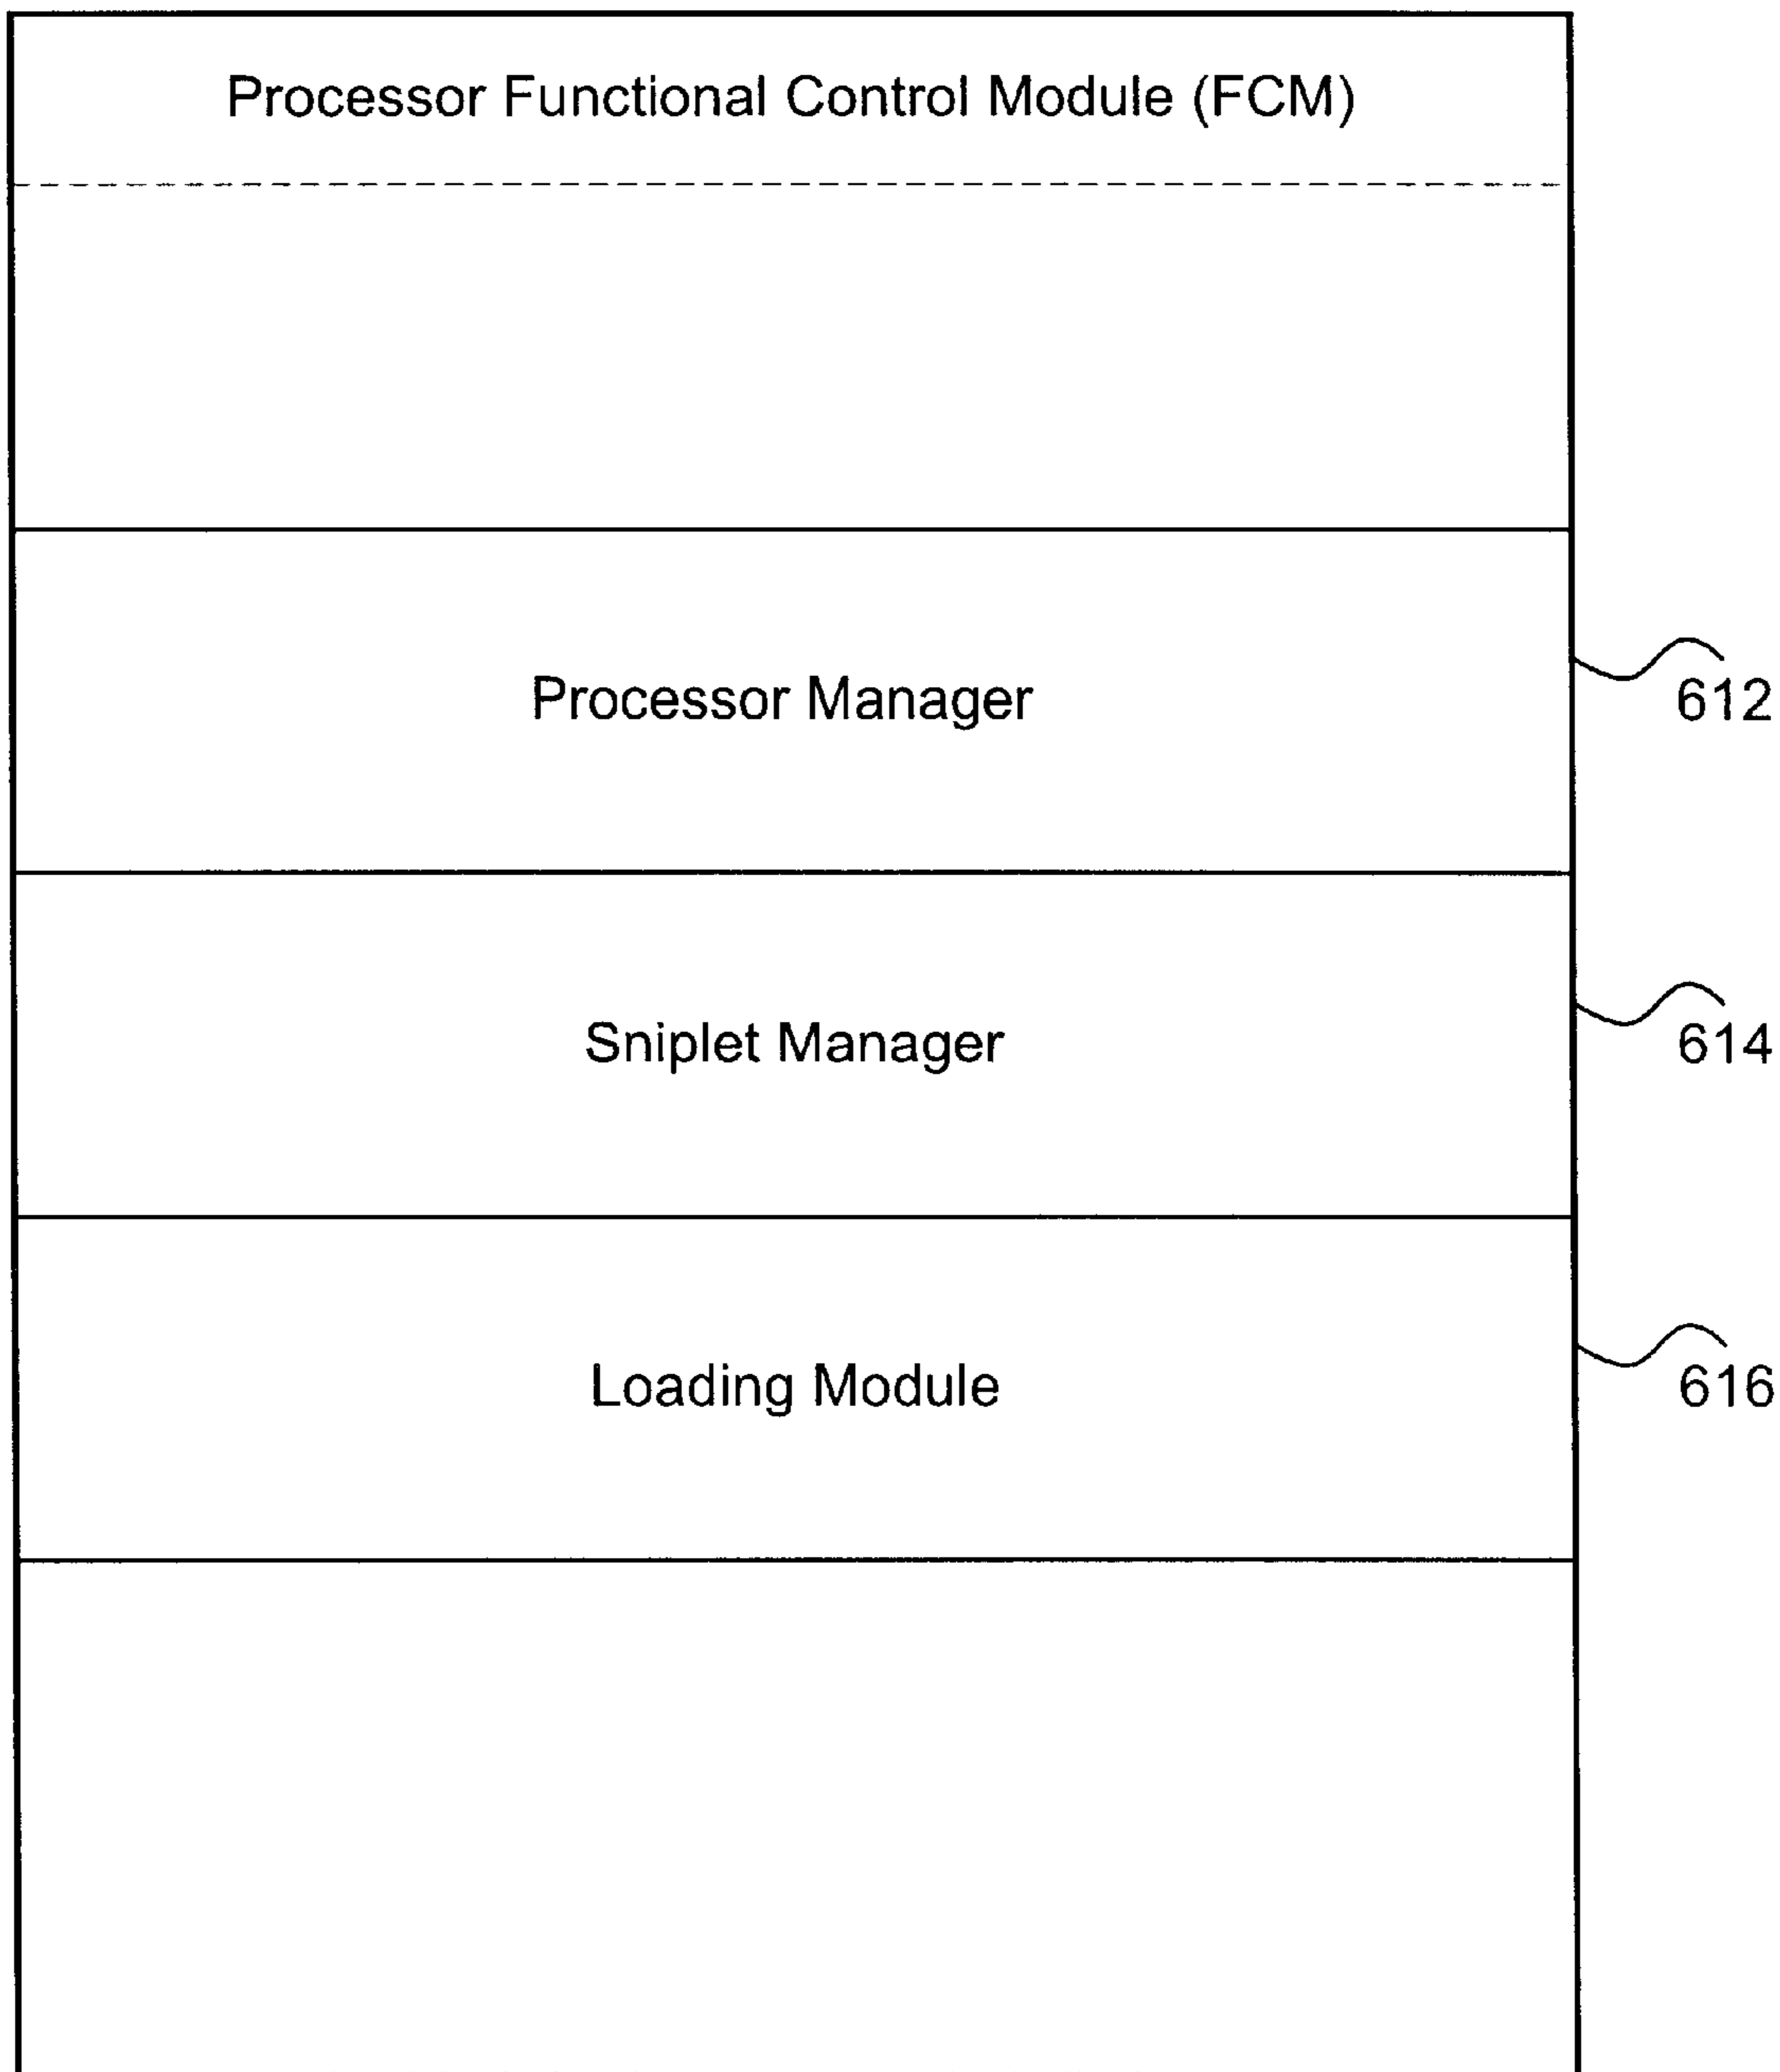 Processor Functional Control Module (FCM)
Processor Manager
612
Sniplet Manager
614
Loading Module
616